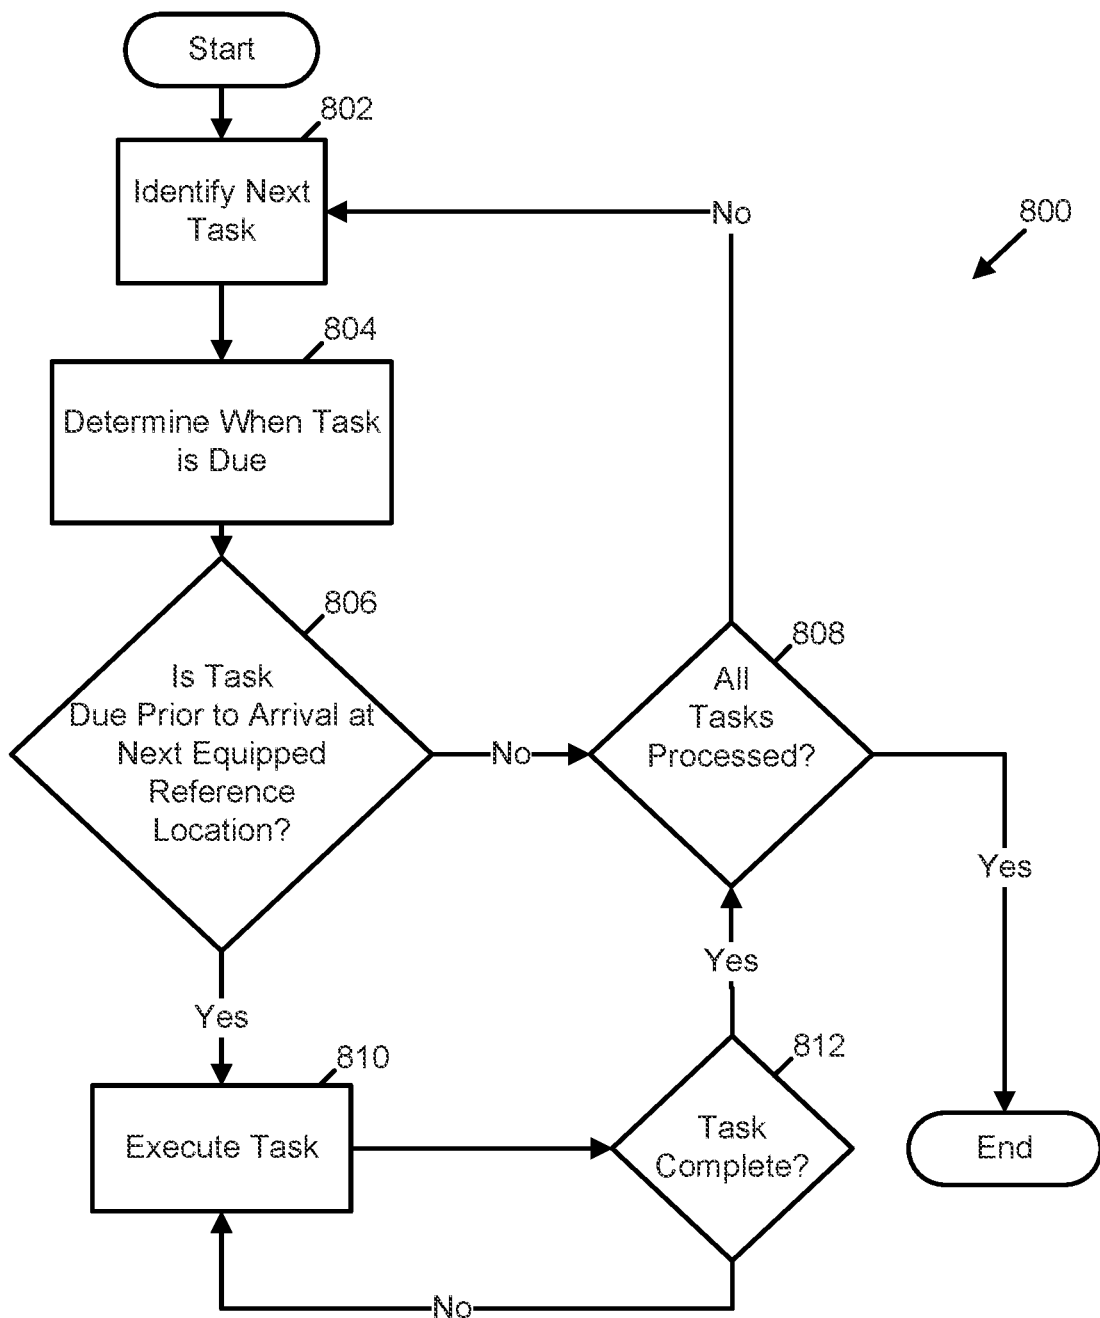 Start
802
Identify Next
Task
No
800
804
Determine When Task
is Due
806
Is Task
Due Prior to Arrival at
Next Equipped
Reference
Location?
No
808
All
Tasks
Processed?
Yes
Yes
Yes
810
Execute Task
812
Task
Complete?
End
No